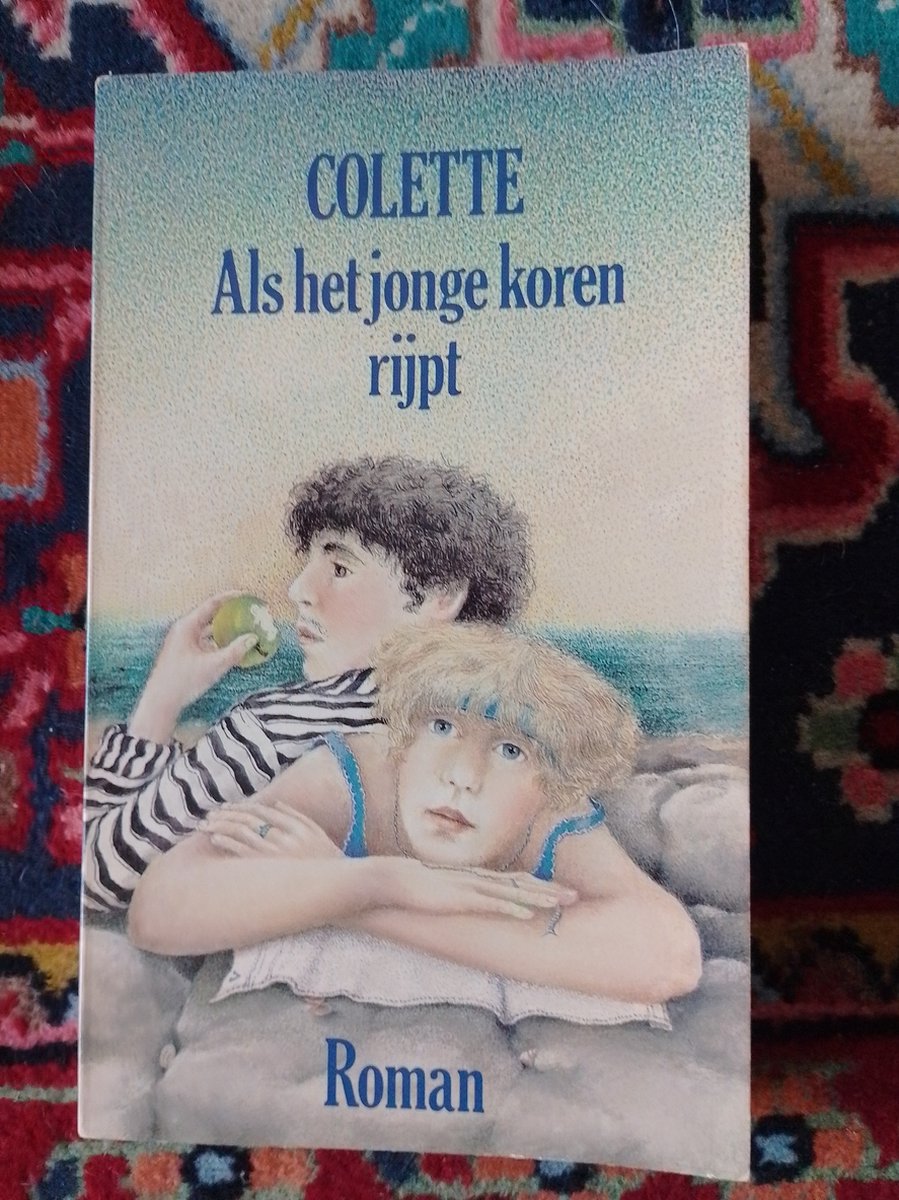 COLETTE
Als het jonge koren
rijpt
Roman